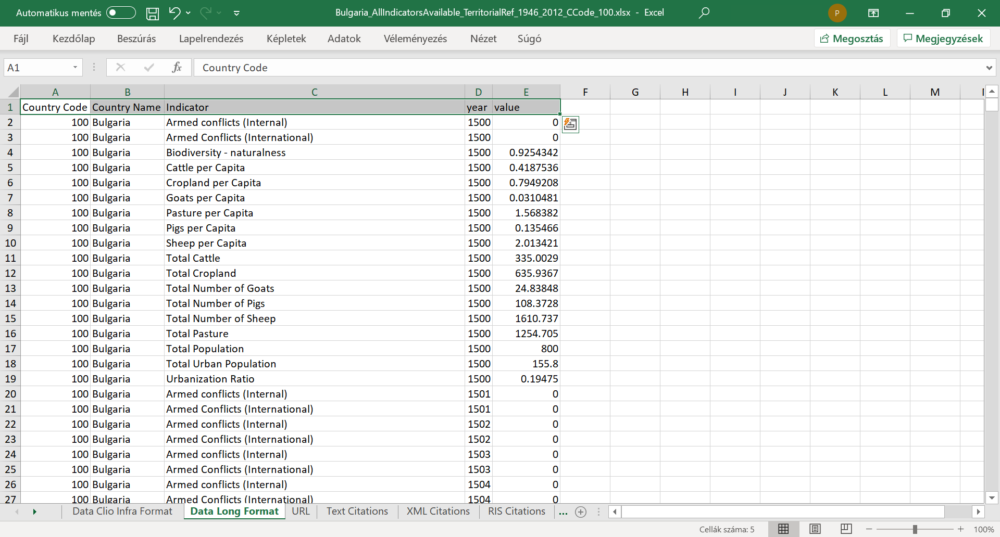 Automatikus mentés
Bulgaria_AllIndicatorsAvailable_TerritorialRef_1946_2012_CCode_100.xlsx - Excel
P
Fájl Kezdőlap Beszúrás Lapelrendezés Képletek Adatok Véleményezés Nézet Súgó Megosztás Megjegyzések
A1 fx Country Code
A B C D E F G H I J K L M
1 Country Code Country Name Indicator year value
2 100 Bulgaria Armed conflicts (Internal) 1500 0
3 100 Bulgaria Armed Conflicts (International) 1500 0
4 100 Bulgaria Biodiversity - naturalness 1500 0.9254342
5 100 Bulgaria Cattle per Capita 1500 0.4187536
6 100 Bulgaria Cropland per Capita 1500 0.7949208
7 100 Bulgaria Goats per Capita 1500 0.0310481
8 100 Bulgaria Pasture per Capita 1500 1.568382
9 100 Bulgaria Pigs per Capita 1500 0.135466
10 100 Bulgaria Sheep per Capita 1500 2.013421
11 100 Bulgaria Total Cattle 1500 335.0029
12 100 Bulgaria Total Cropland 1500 635.9367
13 100 Bulgaria Total Number of Goats 1500 24.83848
14 100 Bulgaria Total Number of Pigs 1500 108.3728
15 100 Bulgaria Total Number of Sheep 1500 1610.737
16 100 Bulgaria Total Pasture 1500 1254.705
17 100 Bulgaria Total Population 1500 800
18 100 Bulgaria Total Urban Population 1500 155.8
19 100 Bulgaria Urbanization Ratio 1500 0.19475
20 100 Bulgaria Armed conflicts (Internal) 1501 0
21 100 Bulgaria Armed Conflicts (International) 1501 0
22 100 Bulgaria Armed conflicts (Internal) 1502 0
23 100 Bulgaria Armed Conflicts (International) 1502 0
24 100 Bulgaria Armed conflicts (Internal) 1503 0
25 100 Bulgaria Armed Conflicts (International) 1503 0
26 100 Bulgaria Armed conflicts (Internal) 1504 0
27 100 Bulgaria Armed Conflicts (International) 1504 0
Data Clio Infra Format Data Long Format URL Text Citations XML Citations RIS Citations ...
Cellák száma: 5 100%